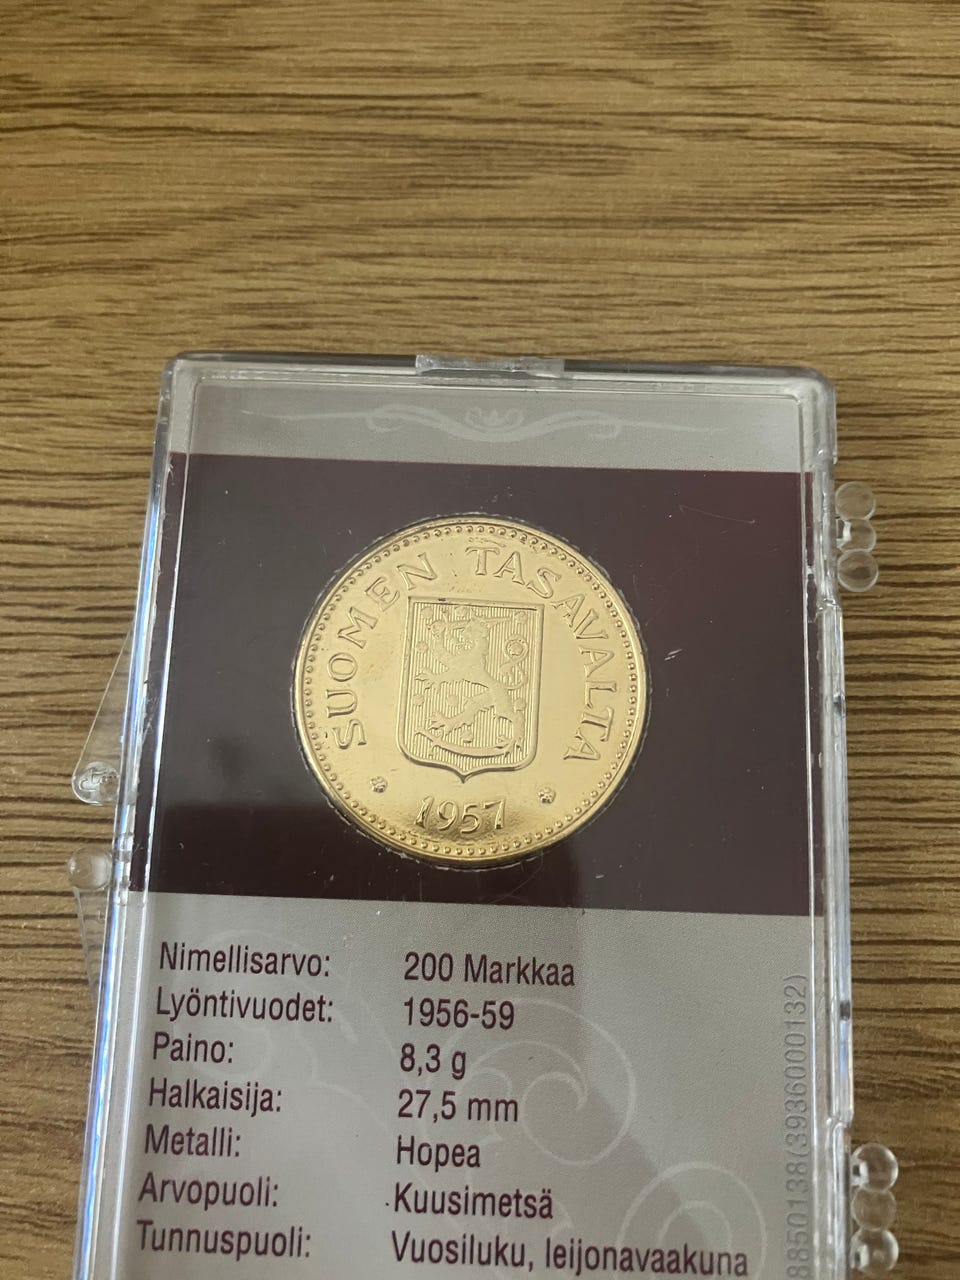 SUOMEN TASAVALTA
1957
Nimellisarvo: 200 Markkaa
Lyöntivuodet: 1956-59
Paino: 8,3 g
Halkaisija: 27,5 mm
Metalli: Hopea
Arvopuoli: Kuusimetsä
Tunnuspuoli: Vuosiluku, leijonavaakuna
8850138(3936000132)